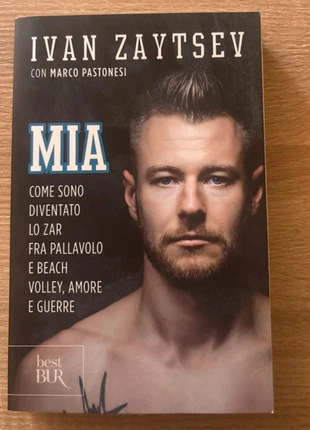 IVAN ZAYTSEV
CON MARCO PASTONESI
MIA
COME SONO
DIVENTATO
LO ZAR
FRA PALLAVOLO
E BEACH
VOLLEY, AMORE
E GUERRE
best
BUR